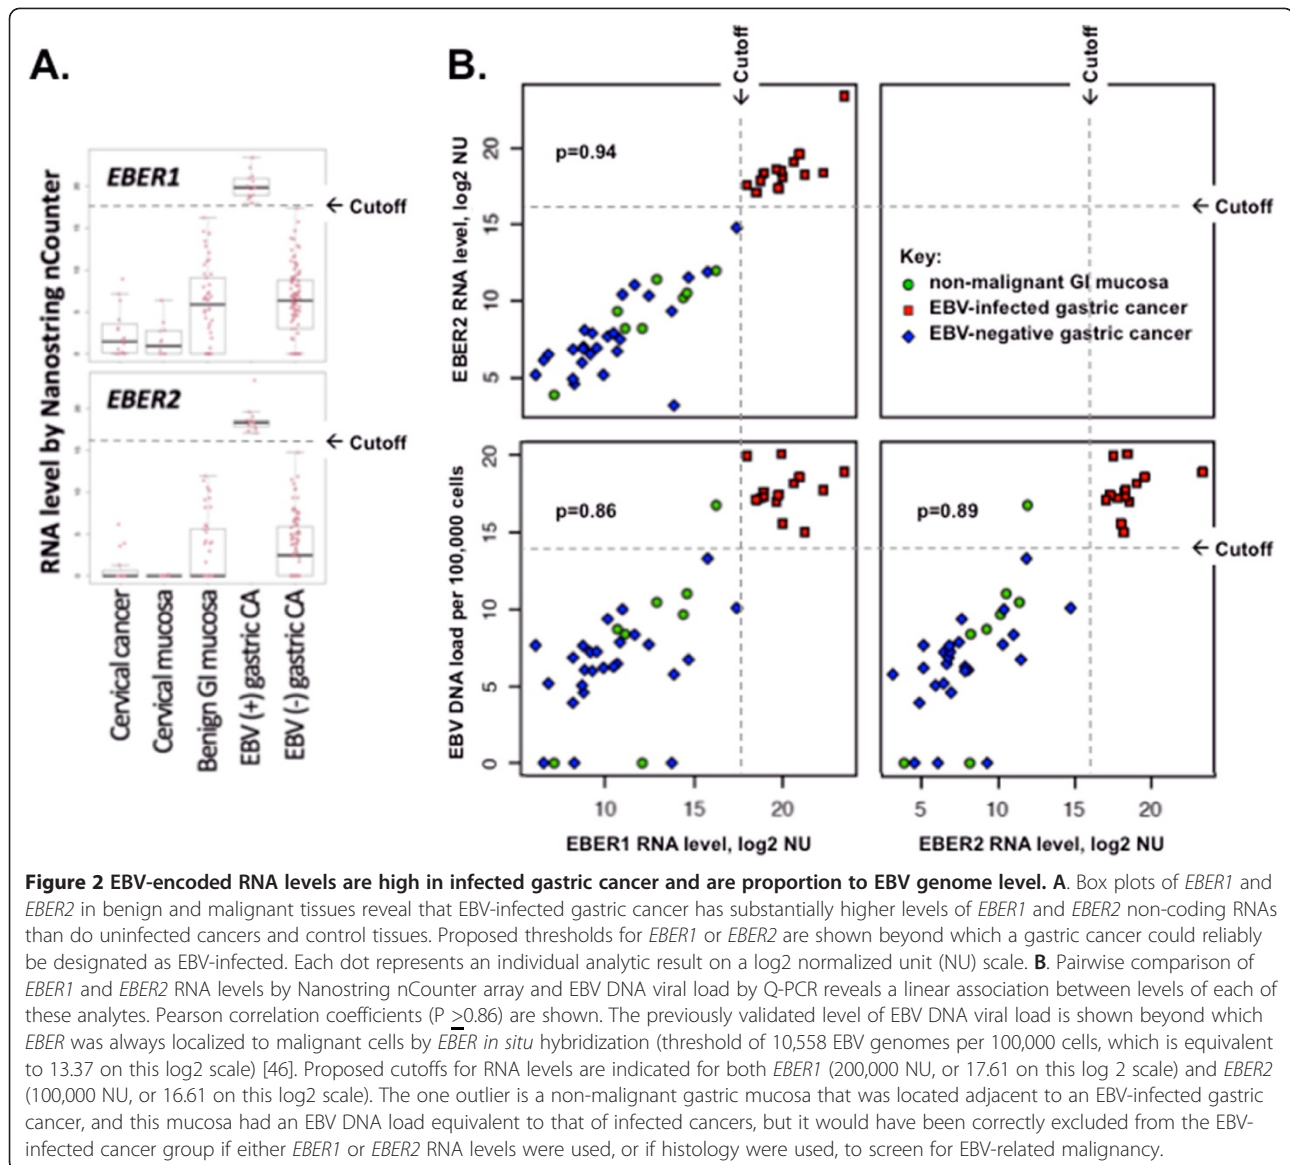 A.
B.
RNA level by Nanostring nCounter
EBER1
← Cutoff
EBER2
← Cutoff
Cervical cancer
Cervical mucosa
Benign GI mucosa
EBV (+) gastric CA
EBV (-) gastric CA
← Cutoff
← Cutoff
EBER2 RNA level, log2 NU
20
15
10
5
p=0.94
← Cutoff
Key:
non-malignant GI mucosa
EBV-infected gastric cancer
EBV-negative gastric cancer
EBV DNA load per 100,000 cells
20
15
10
5
0
p=0.86
p=0.89
← Cutoff
10 15 20
5 10 15 20
EBER1 RNA level, log2 NU
EBER2 RNA level, log2 NU
Figure 2 EBV-encoded RNA levels are high in infected gastric cancer and are proportion to EBV genome level. A. Box plots of EBER1 and
EBER2 in benign and malignant tissues reveal that EBV-infected gastric cancer has substantially higher levels of EBER1 and EBER2 non-coding RNAs
than do uninfected cancers and control tissues. Proposed thresholds for EBER1 or EBER2 are shown beyond which a gastric cancer could reliably
be designated as EBV-infected. Each dot represents an individual analytic result on a log2 normalized unit (NU) scale. B. Pairwise comparison of
EBER1 and EBER2 RNA levels by Nanostring nCounter array and EBV DNA viral load by Q-PCR reveals a linear association between levels of each of
these analytes. Pearson correlation coefficients (P ≥0.86) are shown. The previously validated level of EBV DNA viral load is shown beyond which
EBER was always localized to malignant cells by EBER in situ hybridization (threshold of 10,558 EBV genomes per 100,000 cells, which is equivalent
to 13.37 on this log2 scale) [46]. Proposed cutoffs for RNA levels are indicated for both EBER1 (200,000 NU, or 17.61 on this log 2 scale) and EBER2
(100,000 NU, or 16.61 on this log2 scale). The one outlier is a non-malignant gastric mucosa that was located adjacent to an EBV-infected gastric
cancer, and this mucosa had an EBV DNA load equivalent to that of infected cancers, but it would have been correctly excluded from the EBV-
infected cancer group if either EBER1 or EBER2 RNA levels were used, or if histology were used, to screen for EBV-related malignancy.